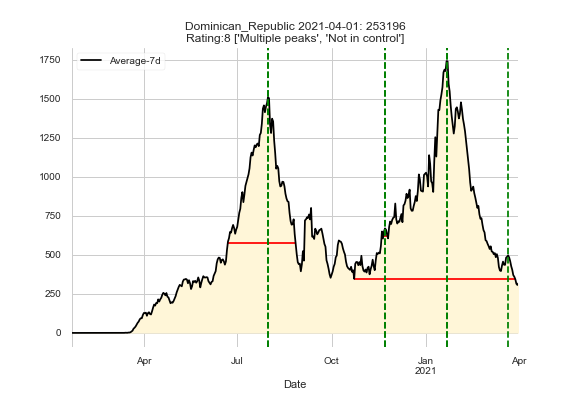 Dominican_Republic 2021-04-01: 253196
Rating:8 ['Multiple peaks', 'Not in control']
Average-7d
1750
1500
1250
1000
750
500
250
0
Apr
Jul
Oct
Jan
2021
Apr
Date